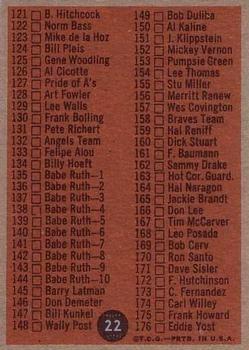 121 B. Hitchcock
122 Norm Bass
123 Mike de la Hoz
124 Bill Pleis
125 Gene Woodling
126 Al Cicotte
127 Pride of A's
128 Art Fowler
129 Lee Walls
130 Frank Bolling
131 Pete Richert
132 Angels Team
133 Felipe Alou
134 Billy Hoeft
135 Babe Ruth—1
136 Babe Ruth—2
137 Babe Ruth—3
138 Babe Ruth—4
139 Babe Ruth—5
140 Babe Ruth—6
141 Babe Ruth—7
142 Babe Ruth—8
143 Babe Ruth—9
144 Babe Ruth—10
145 Barry Latman
146 Don Demeter
147 Bill Kunkel
148 Wally Post
22
149 Bob Duliba
150 Al Kaline
151 J. Klippstein
152 Mickey Vernon
153 Pumpsie Green
154 Lee Thomas
155 Stu Miller
156 Merritt Ranew
157 Wes Covington
158 Braves Team
159 Hal Reniff
160 Dick Stuart
161 F. Baumann
162 Sammy Drake
163 Hot Cor. Guard.
164 Hal Naragon
165 Jackie Brandt
166 Don Lee
167 Tim McCarver
168 Leo Posada
169 Bob Cerv
170 Ron Santo
171 Dave Sisler
172 F. Hutchinson
173 C. Fernandez
174 Carl Willey
175 Frank Howard
176 Eddie Yost
©T.C.G.—PRTD. IN U.S.A.